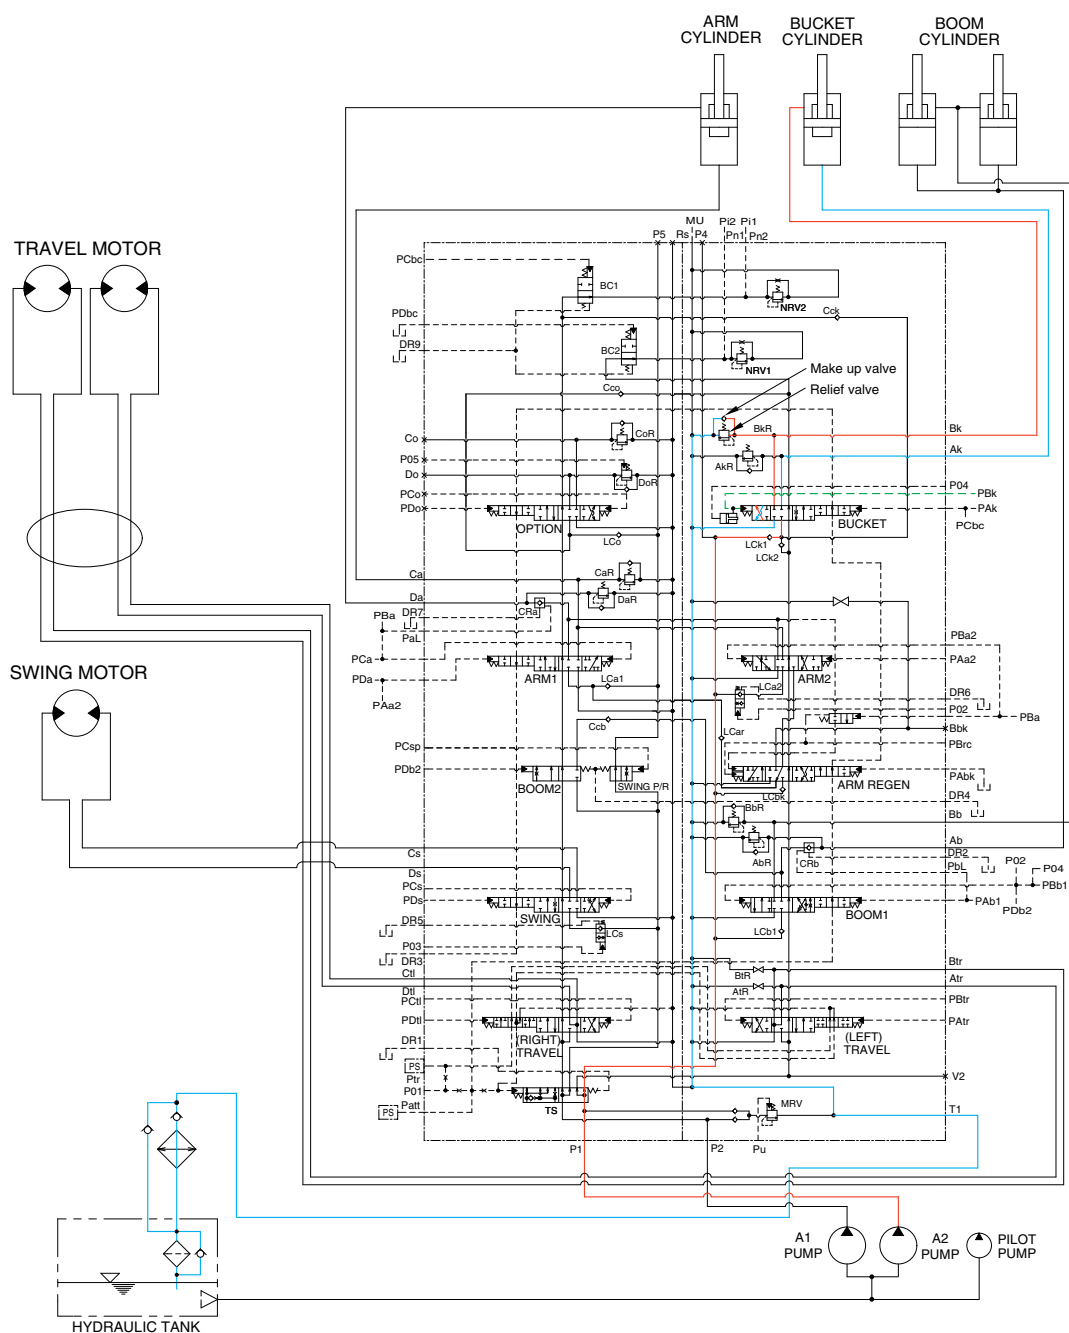 ARM
CYLINDER
BUCKET
CYLINDER
BOOM
CYLINDER
TRAVEL MOTOR
SWING MOTOR
MU
Pi2 Pi1
P5 Rs P4 Pn1 Pn2
PCbc
BC1
NRV2
Cck
PDbc
DR9
BC2
NRV1
Make up valve
Cco
Relief valve
Co
CoR
BkR
Bk
P05
Do
DoR
AkR
Ak
PCo
P04
PBk
PDo
OPTION
BUCKET
PAk
PCbc
LCo
LCk1
LCk2
Ca
CaR
Da
DaR
CRa
DR7
PBa
PaL
PBa2
PCa
ARM1
ARM2
PAa2
PDa
LCa1
LCa2
PAa2
DR6
P02
PBa
Ccb
LCar
Bbk
PCsp
PBrc
PDb2
BOOM2
SWING P/R
ARM REGEN
PAbk
LCbk
DR4
BbR
Bb
AbR
CRb
Ab
Cs
DR2
PbL
P02
P04
Ds
PCs
PBb1
PDs
SWING
BOOM1
PAb1
PDb2
DR5
LCs
LCb1
P03
DR3
Btr
Ctl
BtR
Atr
Dtl
AtR
PCtl
PBtr
PDtl
(RIGHT)
TRAVEL
(LEFT)
TRAVEL
PAtr
DR1
PS
Ptr
V2
P01
Patt
PS
TS
MRV
T1
P1
P2
Pu
A1
PUMP
A2
PUMP
PILOT
PUMP
HYDRAULIC TANK